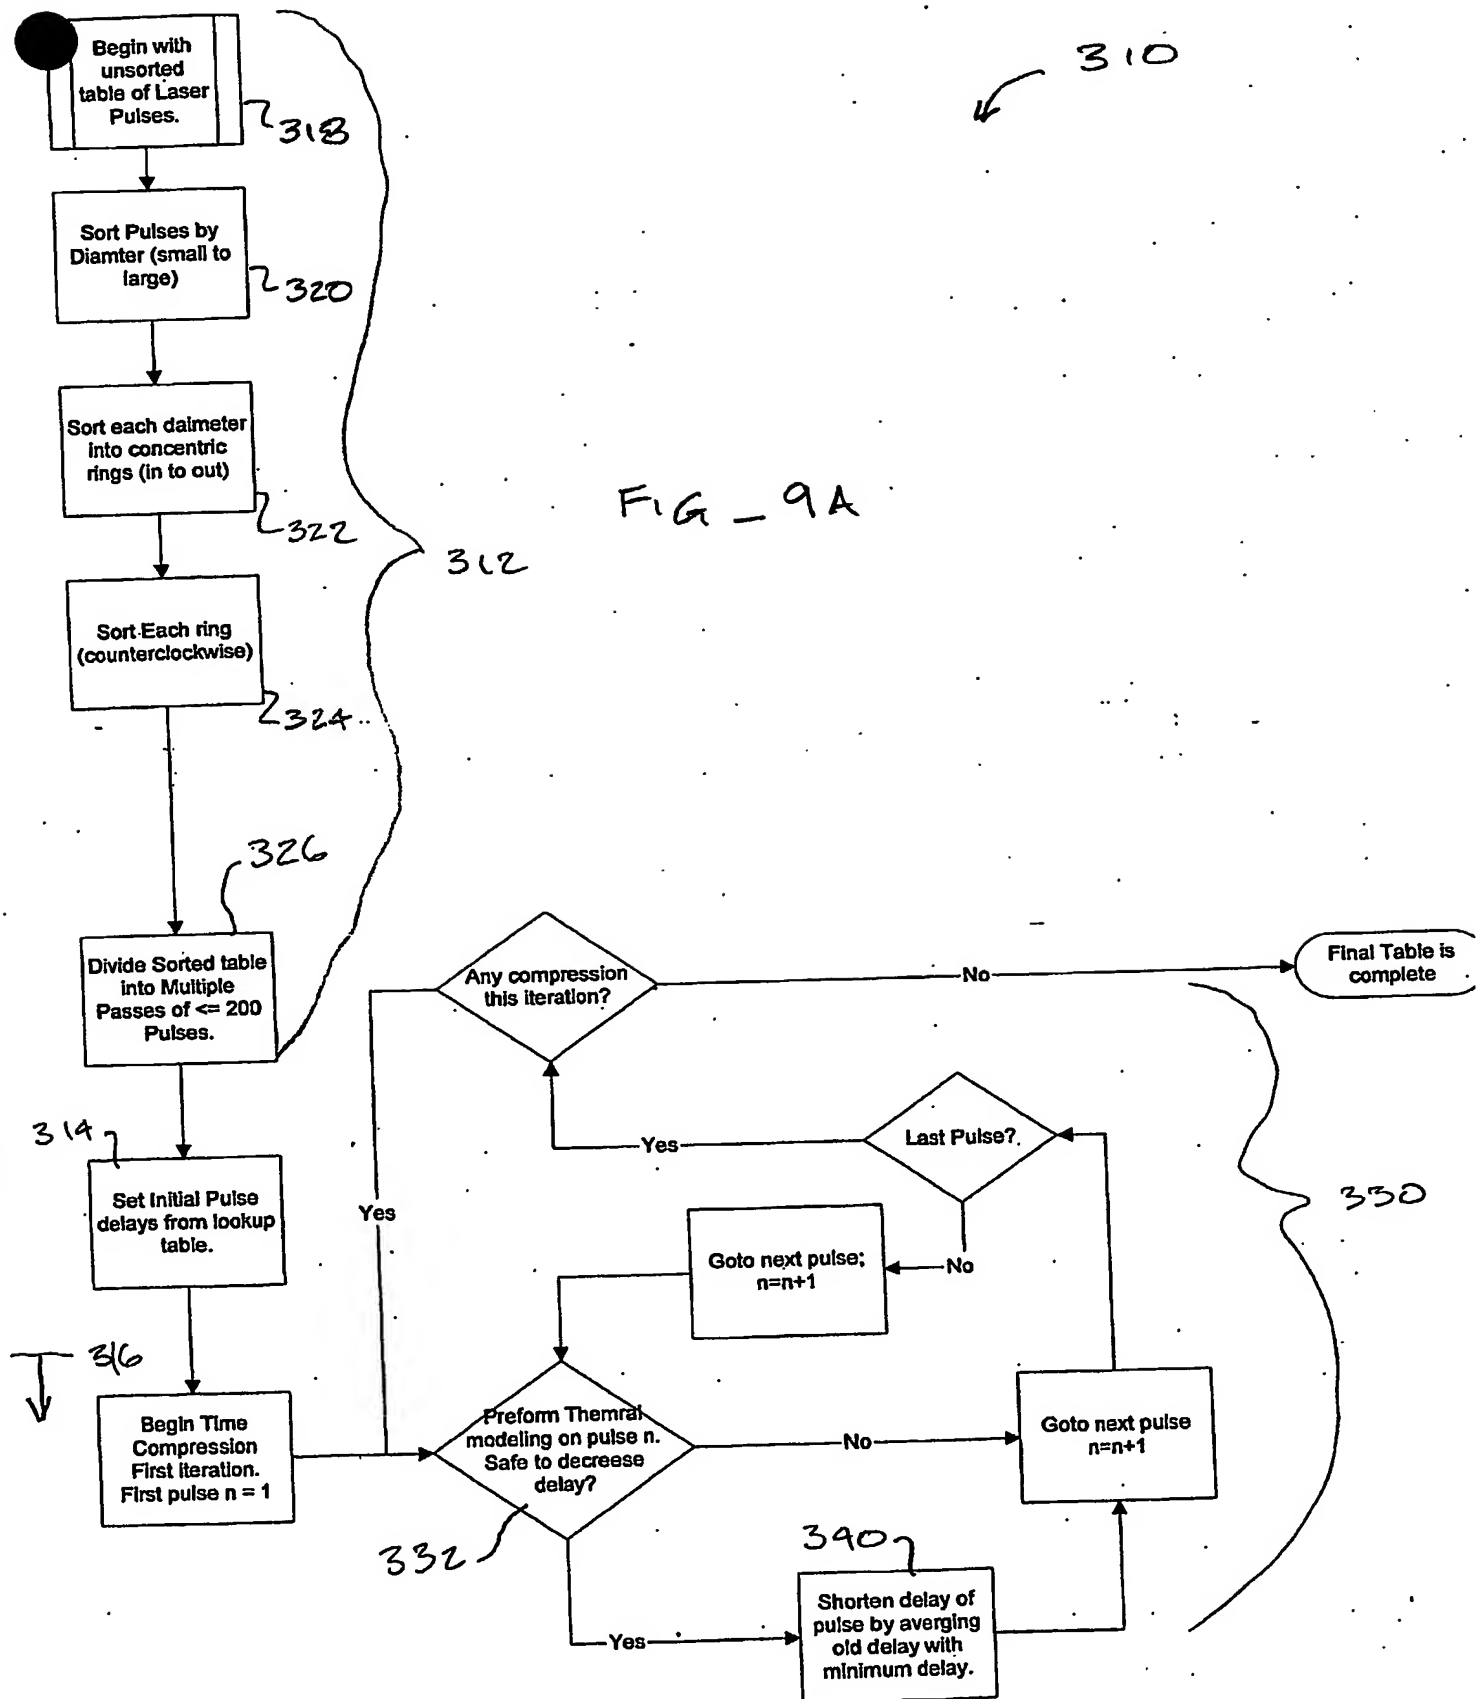 310
Begin with
unsorted
table of Laser
Pulses.
318
Sort Pulses by
Diamter (small to
large)
320
Sort each daimeter
into concentric
rings (in to out)
322
FIG_9A
312
Sort Each ring
(counterclockwise)
324
326
Divide Sorted table
into Multiple
Passes of <= 200
Pulses.
Any compression
this iteration?
No
Final Table is
complete
314
Set Initial Pulse
delays from lookup
table.
Yes
Yes
Last Pulse?
330
Goto next pulse;
n=n+1
No
316
Begin Time
Compression
First iteration.
First pulse n = 1
Preform Themral
modeling on pulse n.
Safe to decreese
delay?
No
Goto next pulse
n=n+1
332
340
Yes
Shorten delay of
pulse by averging
old delay with
minimum delay.